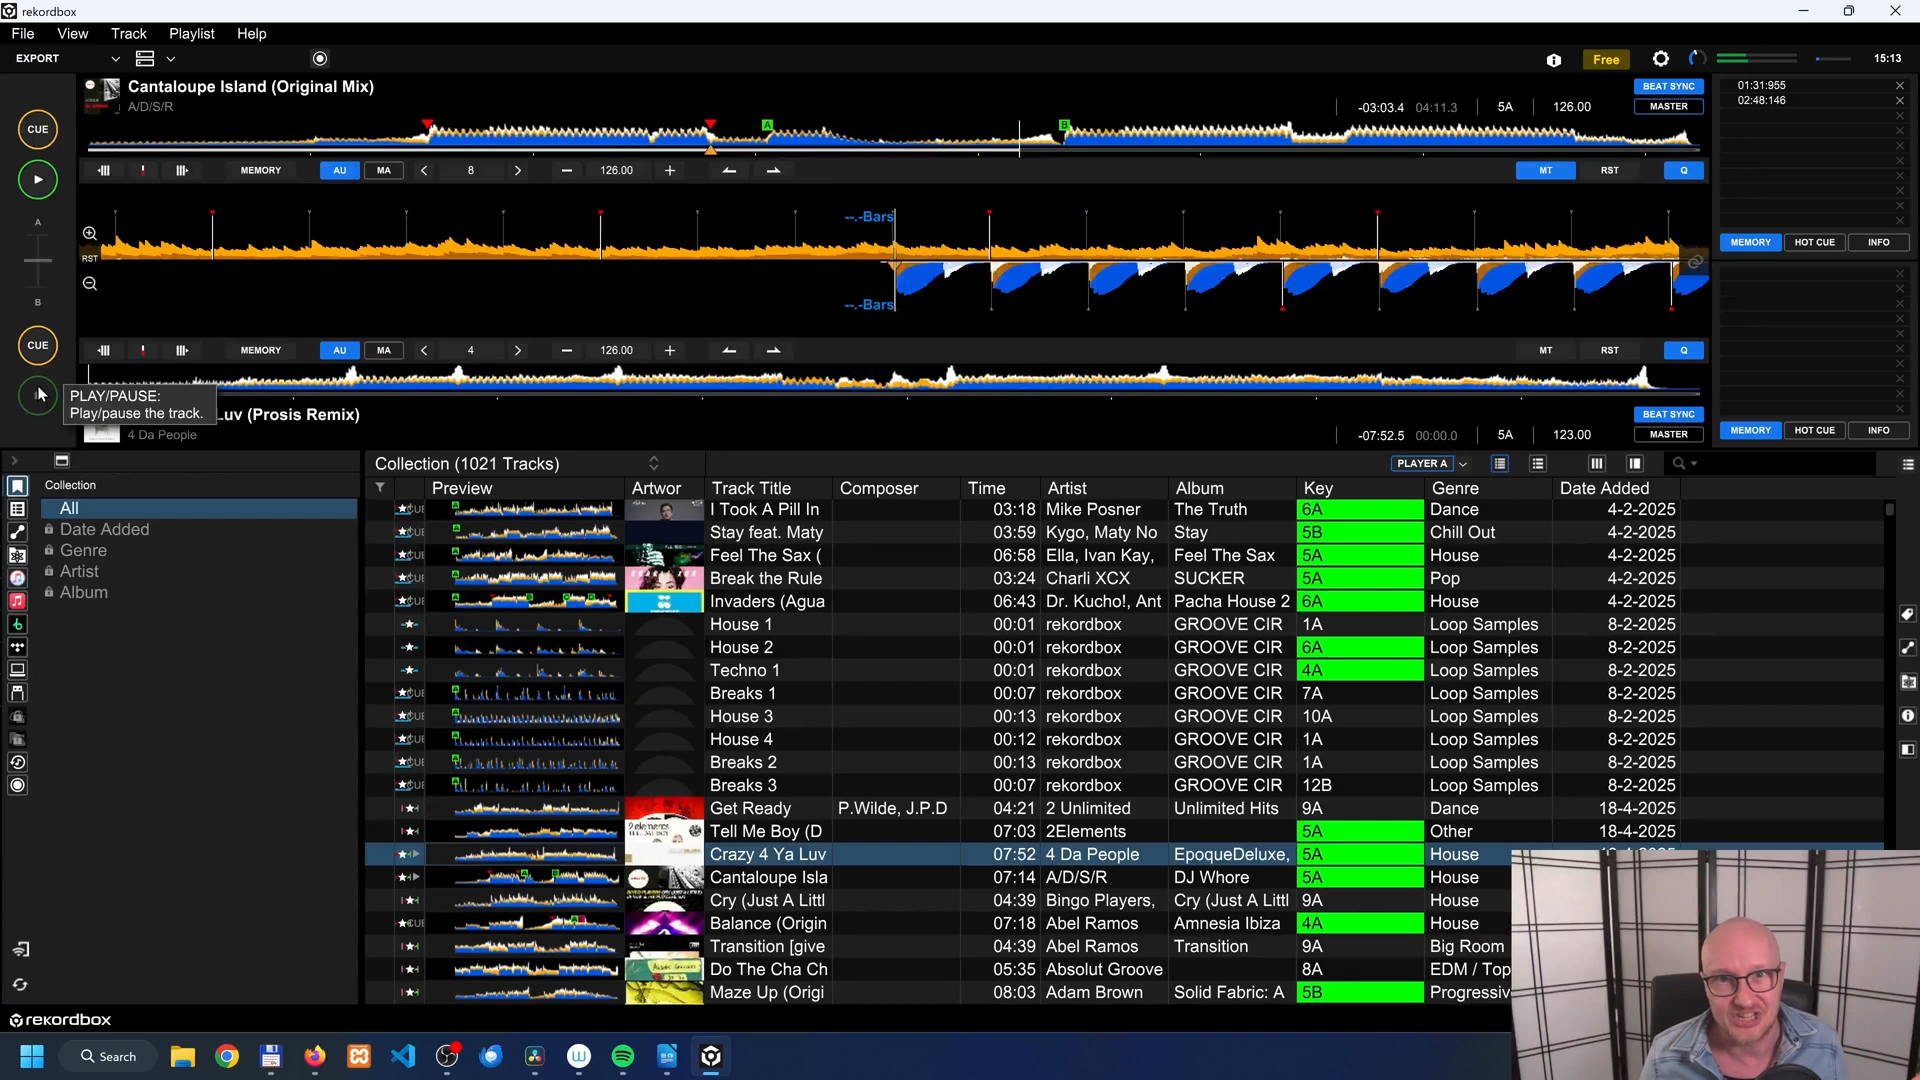 rekordbox
File View Track Playlist Help
EXPORT Free 15:13
Cantaloupe Island (Original Mix)
A/D/S/R
-03:03.4 04:11.3 5A 126.00
BEAT SYNC
MASTER
01:31:955
02:48:146
CUE
A B
MEMORY AU MA 8 126.00 MT RST Q
A
--.-Bars
RST
--.-Bars
B
MEMORY HOT CUE INFO
CUE
MEMORY AU MA 4 126.00 MT RST Q
PLAY/PAUSE:
Play/pause the track.
Luv (Prosis Remix)
4 Da People
-07:52.5 00:00.0 5A 123.00
BEAT SYNC
MASTER
MEMORY HOT CUE INFO
Collection
All
Date Added
Genre
Artist
Album
Collection (1021 Tracks) PLAYER A
Preview Artwor Track Title Composer Time Artist Album Key Genre Date Added
I Took A Pill In 03:18 Mike Posner The Truth 6A Dance 4-2-2025
Stay feat. Maty 03:59 Kygo, Maty No Stay 5B Chill Out 4-2-2025
Feel The Sax ( 06:58 Ella, Ivan Kay, Feel The Sax 5A House 4-2-2025
Break the Rule 03:24 Charli XCX SUCKER 5A Pop 4-2-2025
Invaders (Agua 06:43 Dr. Kucho!, Ant Pacha House 2 6A House 4-2-2025
House 1 00:01 rekordbox GROOVE CIR 1A Loop Samples 8-2-2025
House 2 00:01 rekordbox GROOVE CIR 6A Loop Samples 8-2-2025
Techno 1 00:01 rekordbox GROOVE CIR 4A Loop Samples 8-2-2025
Breaks 1 00:07 rekordbox GROOVE CIR 7A Loop Samples 8-2-2025
House 3 00:13 rekordbox GROOVE CIR 10A Loop Samples 8-2-2025
House 4 00:12 rekordbox GROOVE CIR 1A Loop Samples 8-2-2025
Breaks 2 00:13 rekordbox GROOVE CIR 1A Loop Samples 8-2-2025
Breaks 3 00:07 rekordbox GROOVE CIR 12B Loop Samples 8-2-2025
Get Ready P.Wilde, J.P.D 04:21 2 Unlimited Unlimited Hits 9A Dance 18-4-2025
Tell Me Boy (D 07:03 2Elements 5A Other 18-4-2025
Crazy 4 Ya Luv 07:52 4 Da People EpoqueDeluxe, 5A House
Cantaloupe Isla 07:14 A/D/S/R DJ Whore 5A House
Cry (Just A Littl 04:39 Bingo Players, Cry (Just A Littl 9A House
Balance (Origin 07:18 Abel Ramos Amnesia Ibiza 4A House
Transition [give 04:39 Abel Ramos Transition 9A Big Room
Do The Cha Ch 05:35 Absolut Groove 8A EDM / Top
Maze Up (Origi 08:03 Adam Brown Solid Fabric: A 5B Progressiv
rekordbox
Search